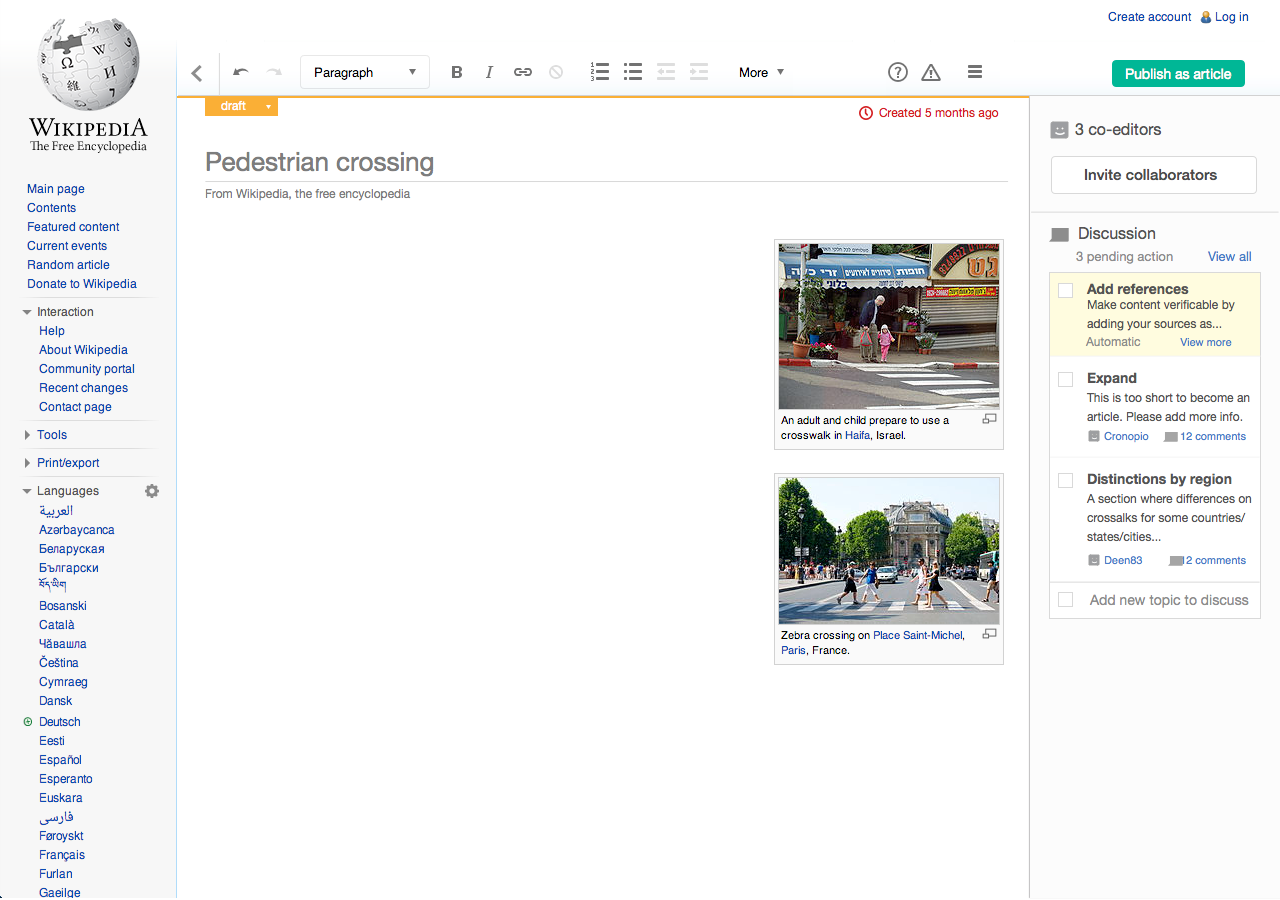 Create account
Log in
WIKIPEDIA
The Free Encyclopedia
Paragraph
B
I
More
Publish as article
draft
Created 5 months ago
Pedestrian crossing
From Wikipedia, the free encyclopedia
Main page
Contents
Featured content
Current events
Random article
Donate to Wikipedia
Interaction
Help
About Wikipedia
Community portal
Recent changes
Contact page
Tools
Print/export
Languages
العربية
Azərbaycanca
Беларуская
Български
བོད་ཡིག
Bosanski
Català
Чӑвашла
Čeština
Cymraeg
Dansk
Deutsch
Eesti
Español
Esperanto
Euskara
فارسی
Føroyskt
Français
Furlan
Gaeilge
חופות סידורים לאירועים זרי כלה
An adult and child prepare to use a
crosswalk in Haifa, Israel.
Zebra crossing on Place Saint-Michel,
Paris, France.
3 co-editors
Invite collaborators
Discussion
3 pending action
View all
Add references
Make content verificable by
adding your sources as...
Automatic
View more
Expand
This is too short to become an
article. Please add more info.
Cronopio
12 comments
Distinctions by region
A section where differences on
crossalks for some countries/
states/cities...
Deen83
2 comments
Add new topic to discuss